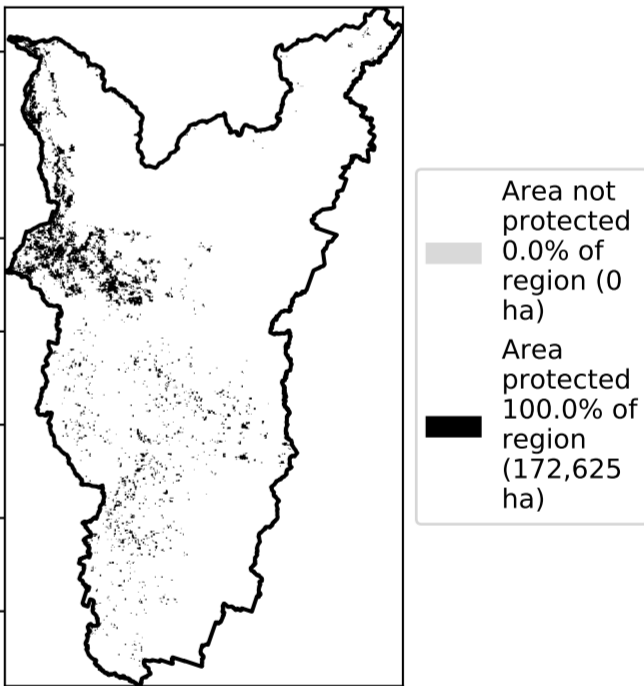 Area not
protected
0.0% of
region (0
ha)
Area
protected
100.0% of
region
(172,625
ha)